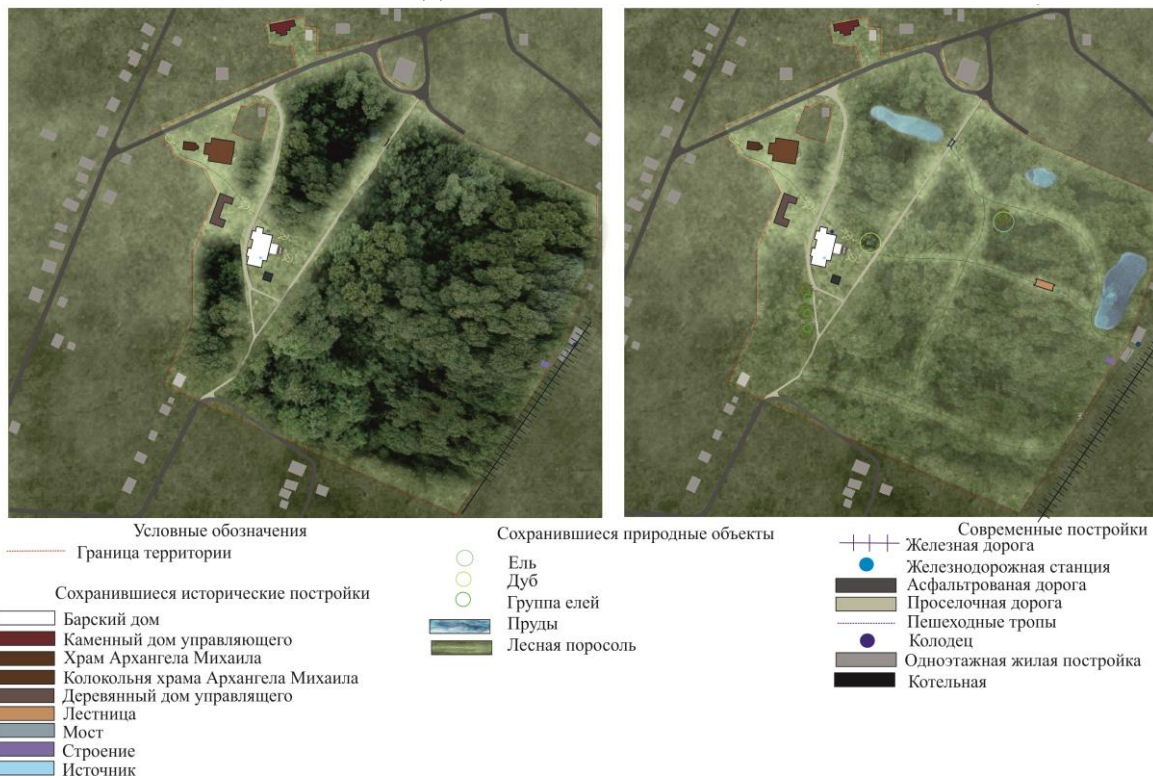 Условные обозначения
Граница территории
Сохранившиеся исторические постройки
Барский дом
Каменный дом управляющего
Храм Архангела Михаила
Колокольня храма Архангела Михаила
Деревянный дом управлящего
Лестница
Мост
Строение
Источник
Сохранившиеся природные объекты
Ель
Дуб
Группа елей
Пруды
Лесная поросоль
Современные постройки
Железная дорога
Железнодорожная станция
Асфальтрованая дорога
Проселочная дорога
Пешеходные тропы
Колодец
Одноэтажная жилая постройка
Котельная